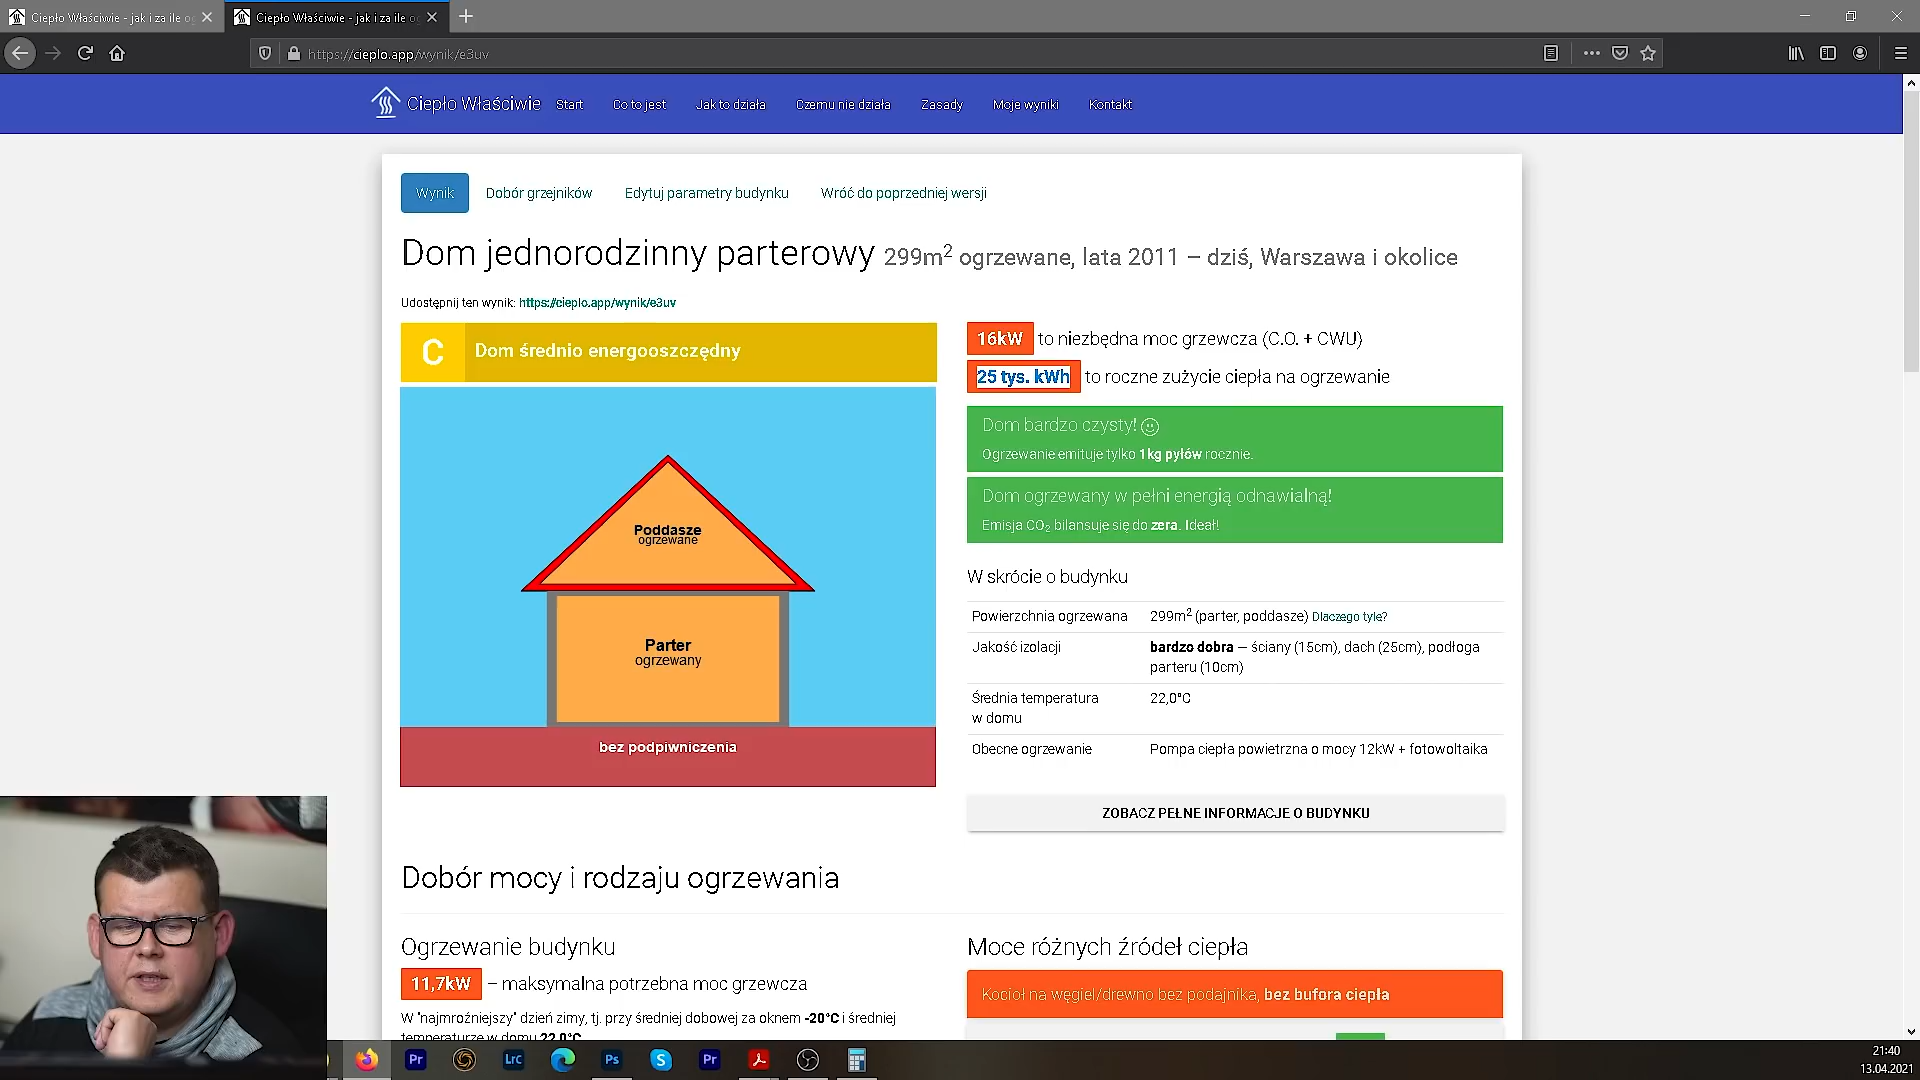 Ciepło Właściwie - jak i za ile o
Ciepło Właściwie - jak i za ile o
https://cieplo.app/wynik/e3uv
Ciepło Właściwie Start Co to jest Jak to działa Czemu nie działa Zasady Moje wyniki Kontakt
Wynik Dobór grzejników Edytuj parametry budynku Wróć do poprzedniej wersji
Dom jednorodzinny parterowy 299m² ogrzewane, lata 2011 – dziś, Warszawa i okolice
Udostępnij ten wynik: https://cieplo.app/wynik/e3uv
C Dom średnio energooszczędny
Poddasze
ogrzewane
Parter
ogrzewany
bez podpiwniczenia
16kW to niezbędna moc grzewcza (C.O. + CWU)
25 tys. kWh to roczne zużycie ciepła na ogrzewanie
Dom bardzo czysty!
Ogrzewanie emituje tylko 1kg pyłów rocznie.
Dom ogrzewany w pełni energią odnawialną!
Emisja CO₂ bilansuje się do zera. Ideał!
W skrócie o budynku
Powierzchnia ogrzewana 299m² (parter, poddasze) Dlaczego tyle?
Jakość izolacji bardzo dobra — ściany (15cm), dach (25cm), podłoga
parteru (10cm)
Średnia temperatura 22,0°C
w domu
Obecne ogrzewanie Pompa ciepła powietrzna o mocy 12kW + fotowoltaika
ZOBACZ PEŁNE INFORMACJE O BUDYNKU
Dobór mocy i rodzaju ogrzewania
Ogrzewanie budynku
11,7kW – maksymalna potrzebna moc grzewcza
W "najmroźniejszy" dzień zimy, tj. przy średniej dobowej za oknem -20°C i średniej
temperaturze w domu 22,0°C
Moce różnych źródeł ciepła
Kocioł na węgiel/drewno bez podajnika, bez bufora ciepła
Pr LrC Ps S Pr
21:40
13.04.2021